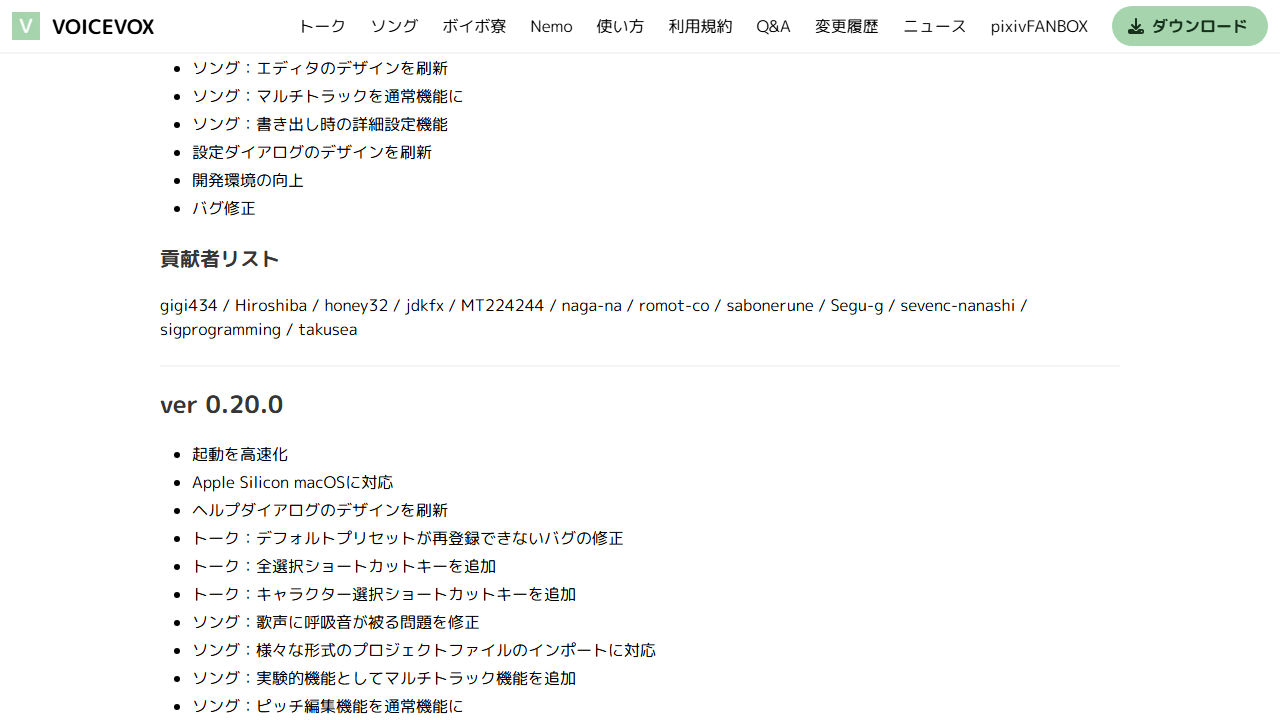 V VOICEVOX トーク ソング ボイボ寮 Nemo 使い方 利用規約 Q&A 変更履歴 ニュース pixivFANBOX ダウンロード
ソング：エディタのデザインを刷新
ソング：マルチトラックを通常機能に
ソング：書き出し時の詳細設定機能
設定ダイアログのデザインを刷新
開発環境の向上
バグ修正
貢献者リスト
gigi434 / Hiroshiba / honey32 / jdkfx / MT224244 / naga-na / romot-co / sabonerune / Segu-g / sevenc-nanashi /
sigprogramming / takusea
ver 0.20.0
起動を高速化
Apple Silicon macOSに対応
ヘルプダイアログのデザインを刷新
トーク：デフォルトプリセットが再登録できないバグの修正
トーク：全選択ショートカットキーを追加
トーク：キャラクター選択ショートカットキーを追加
ソング：歌声に呼吸音が被る問題を修正
ソング：様々な形式のプロジェクトファイルのインポートに対応
ソング：実験的機能としてマルチトラック機能を追加
ソング：ピッチ編集機能を通常機能に